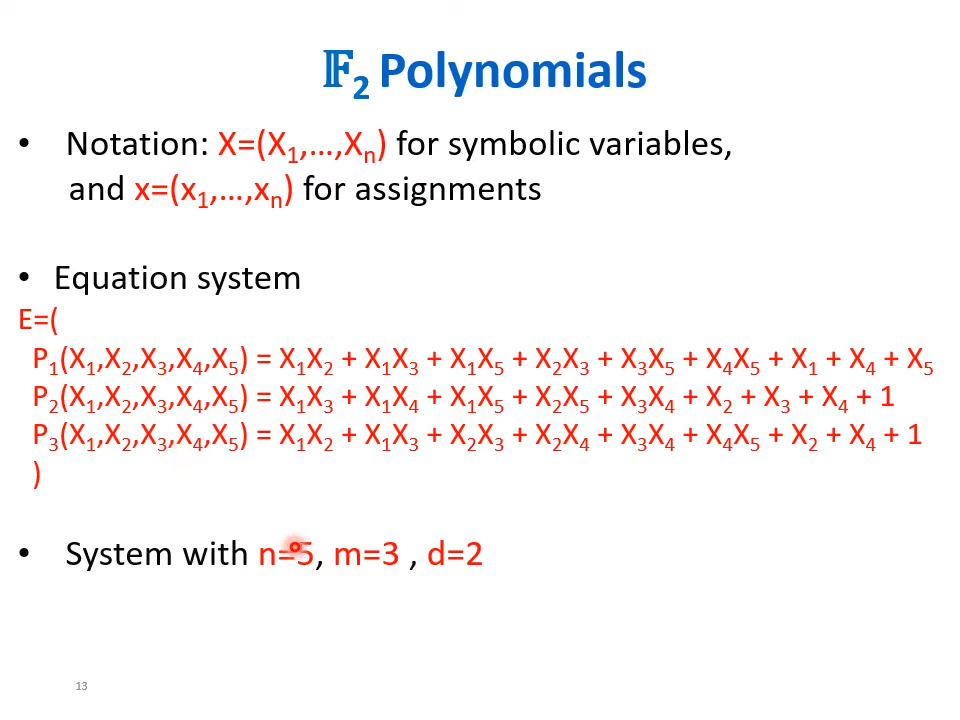 𝔽₂ Polynomials
• Notation: X=(X₁,…,Xₙ) for symbolic variables,
and x=(x₁,…,xₙ) for assignments
• Equation system
E=(
P₁(X₁,X₂,X₃,X₄,X₅) = X₁X₂ + X₁X₃ + X₁X₅ + X₂X₃ + X₃X₅ + X₄X₅ + X₁ + X₄ + X₅
P₂(X₁,X₂,X₃,X₄,X₅) = X₁X₃ + X₁X₄ + X₁X₅ + X₂X₅ + X₃X₄ + X₂ + X₃ + X₄ + 1
P₃(X₁,X₂,X₃,X₄,X₅) = X₁X₂ + X₁X₃ + X₂X₃ + X₂X₄ + X₃X₄ + X₄X₅ + X₂ + X₄ + 1
)
• System with n=5, m=3 , d=2
13